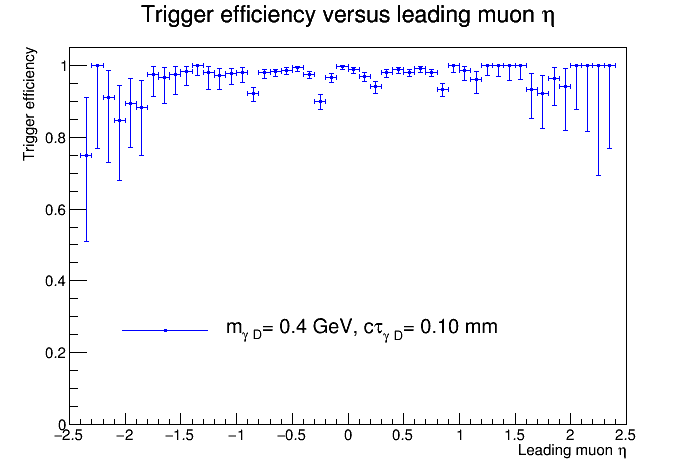 Trigger efficiency versus leading muon η
Trigger efficiency
1
0.8
0.6
0.4
0.2
0
m_γ D= 0.4 GeV, cτ_γ D= 0.10 mm
−2.5 −2 −1.5 −1 −0.5 0 0.5 1 1.5 2 2.5
Leading muon η